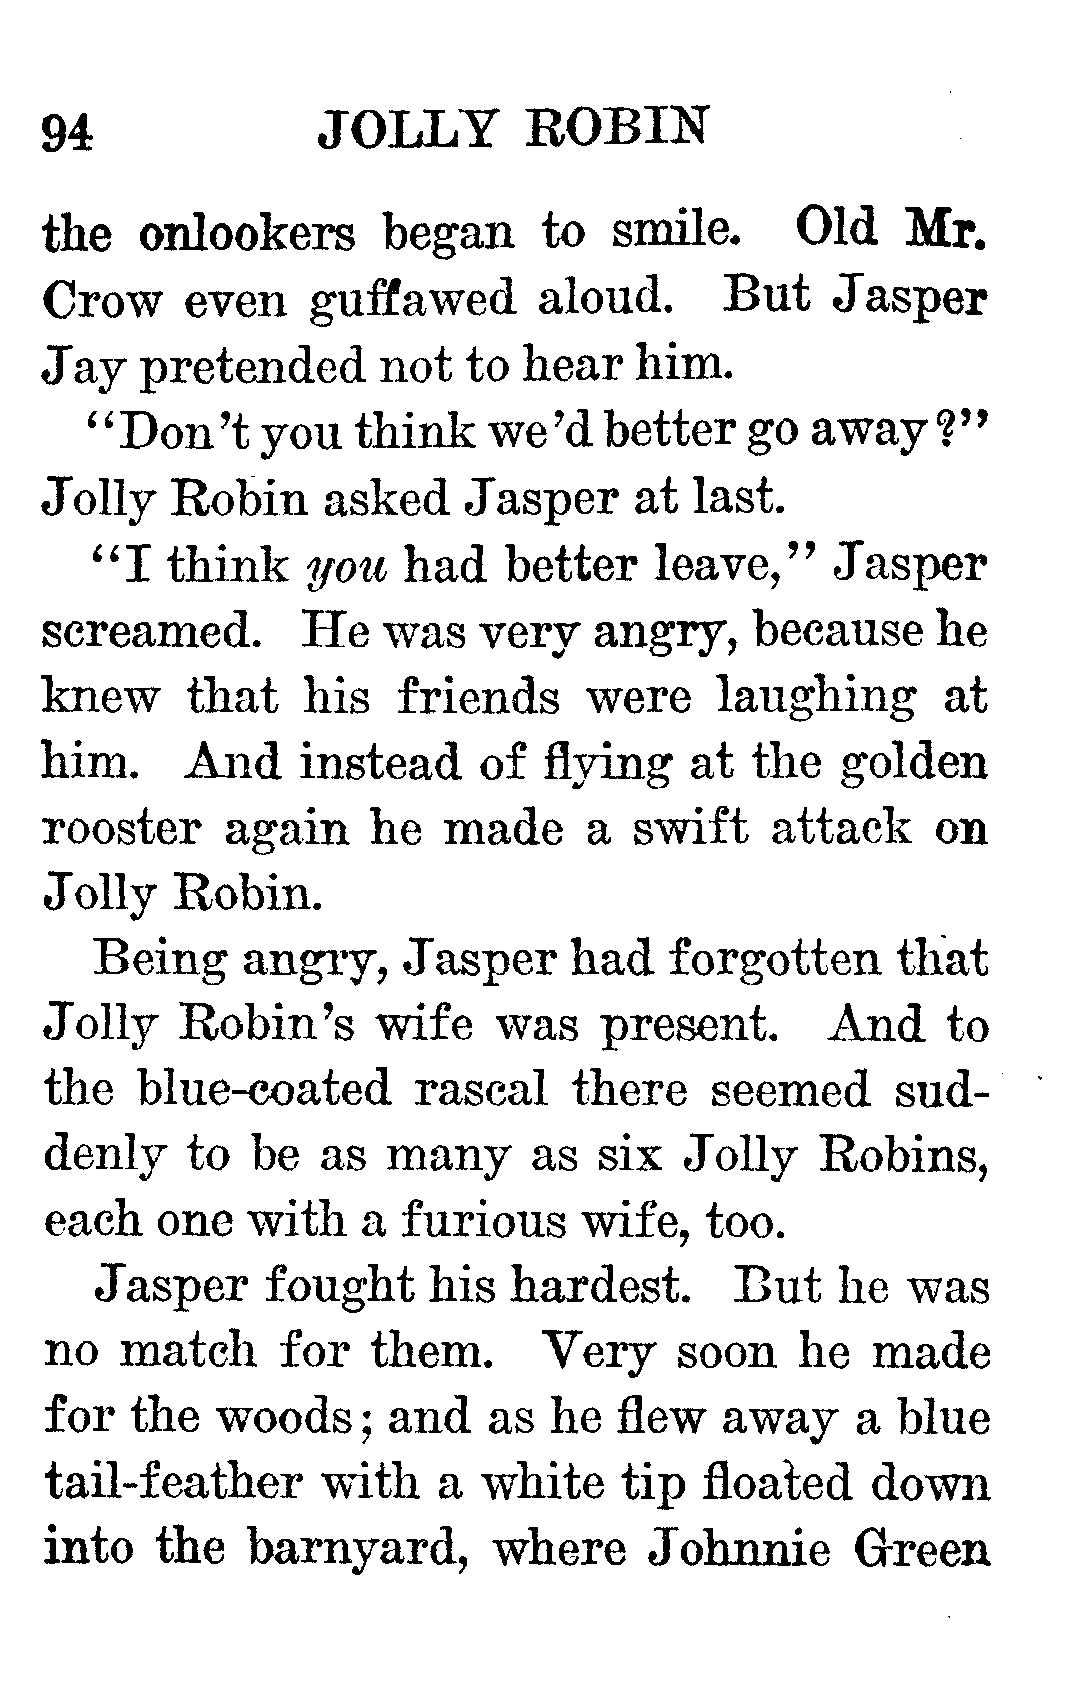 94 JOLLY ROBIN
the onlookers began to smile. Old Mr.
Crow even guffawed aloud. But Jasper
Jay pretended not to hear him.
"Don't you think we'd better go away?"
Jolly Robin asked Jasper at last.
"I think you had better leave," Jasper
screamed. He was very angry, because he
knew that his friends were laughing at
him. And instead of flying at the golden
rooster again he made a swift attack on
Jolly Robin.
Being angry, Jasper had forgotten that
Jolly Robin's wife was present. And to
the blue-coated rascal there seemed sud-
denly to be as many as six Jolly Robins,
each one with a furious wife, too.
Jasper fought his hardest. But he was
no match for them. Very soon he made
for the woods; and as he flew away a blue
tail-feather with a white tip floated down
into the barnyard, where Johnnie Green